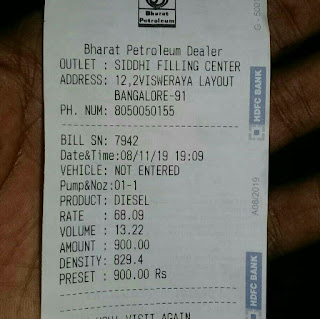 Bharat
Petroleum
Bharat Petroleum Dealer
OUTLET : SIDDHI FILLING CENTER
ADDRESS: 12,2VISWERAYA LAYOUT
BANGALORE-91
PH. NUM: 8050050155
BILL SN: 7942
Date&Time:08/11/19 19:09
VEHICLE: NOT ENTERED
Pump&Noz:01-1
PRODUCT: DIESEL
RATE : 68.09
VOLUME : 13.22
AMOUNT : 900.00
DENSITY: 829.4
PRESET : 900.00 Rs
VISIT AGAIN
HDFC BANK
A08/2019
HDFC BANK